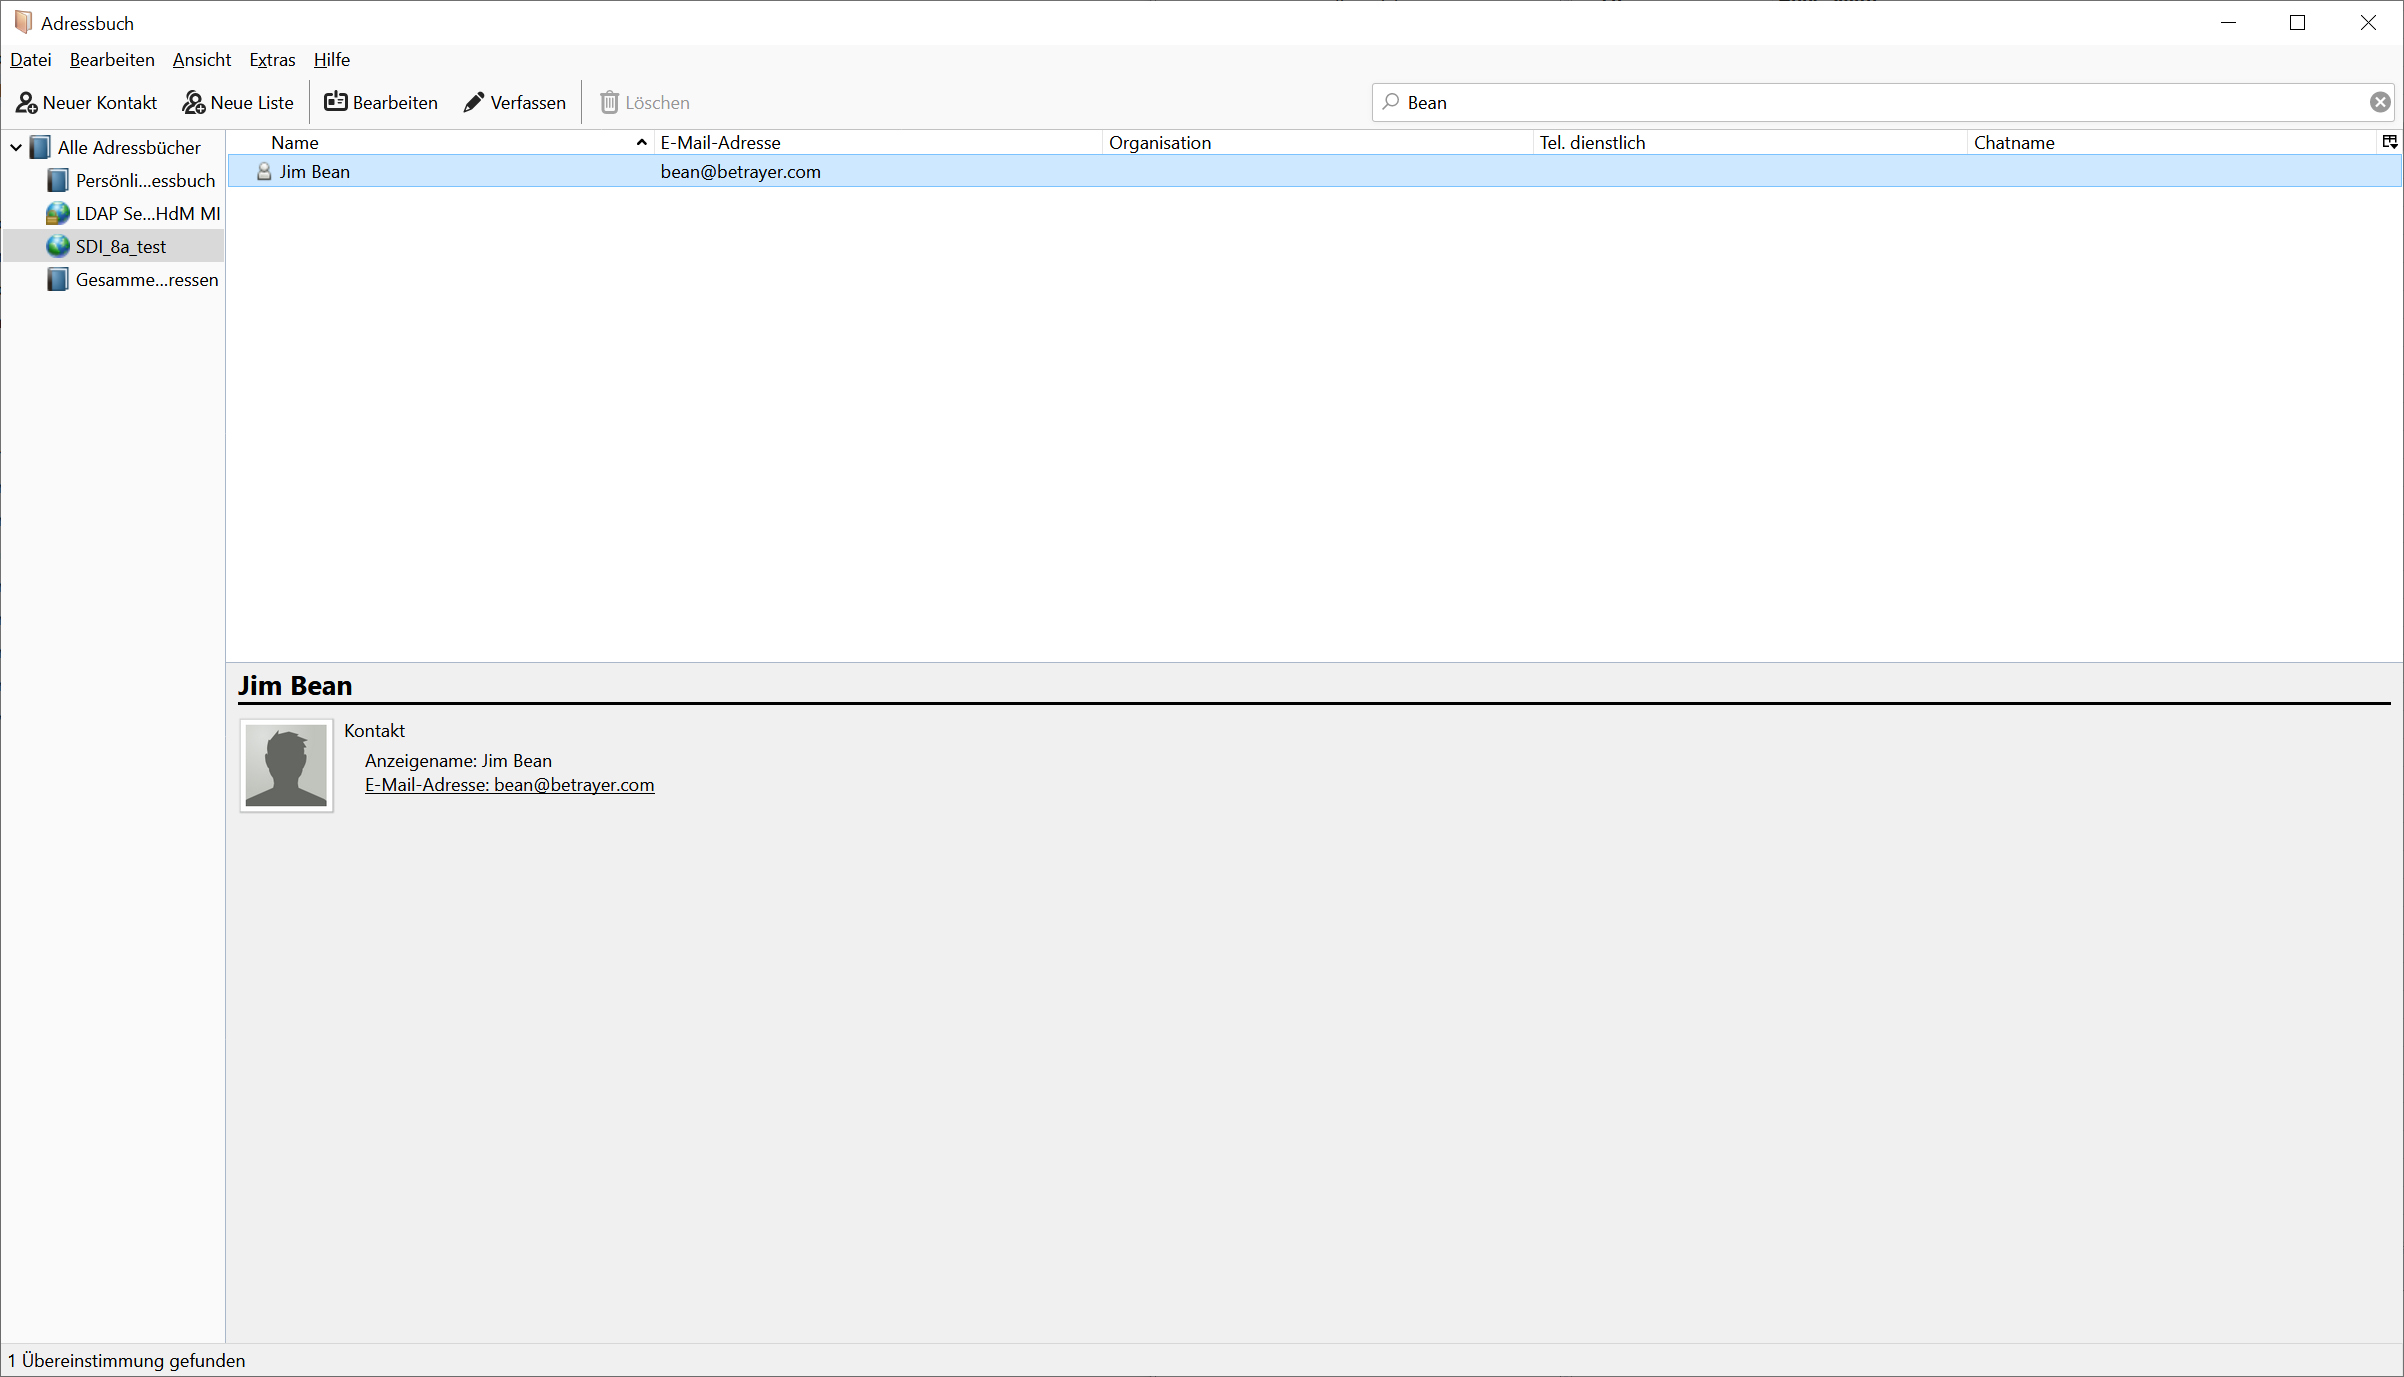 Adressbuch
Datei Bearbeiten Ansicht Extras Hilfe
Neuer Kontakt Neue Liste Bearbeiten Verfassen Löschen Bean
Alle Adressbücher
Persönli...essbuch
LDAP Se...HdM MI
SDI_8a_test
Gesamme...ressen
Name E-Mail-Adresse Organisation Tel. dienstlich Chatname
Jim Bean bean@betrayer.com
Jim Bean
Kontakt
Anzeigename: Jim Bean
E-Mail-Adresse: bean@betrayer.com
1 Übereinstimmung gefunden